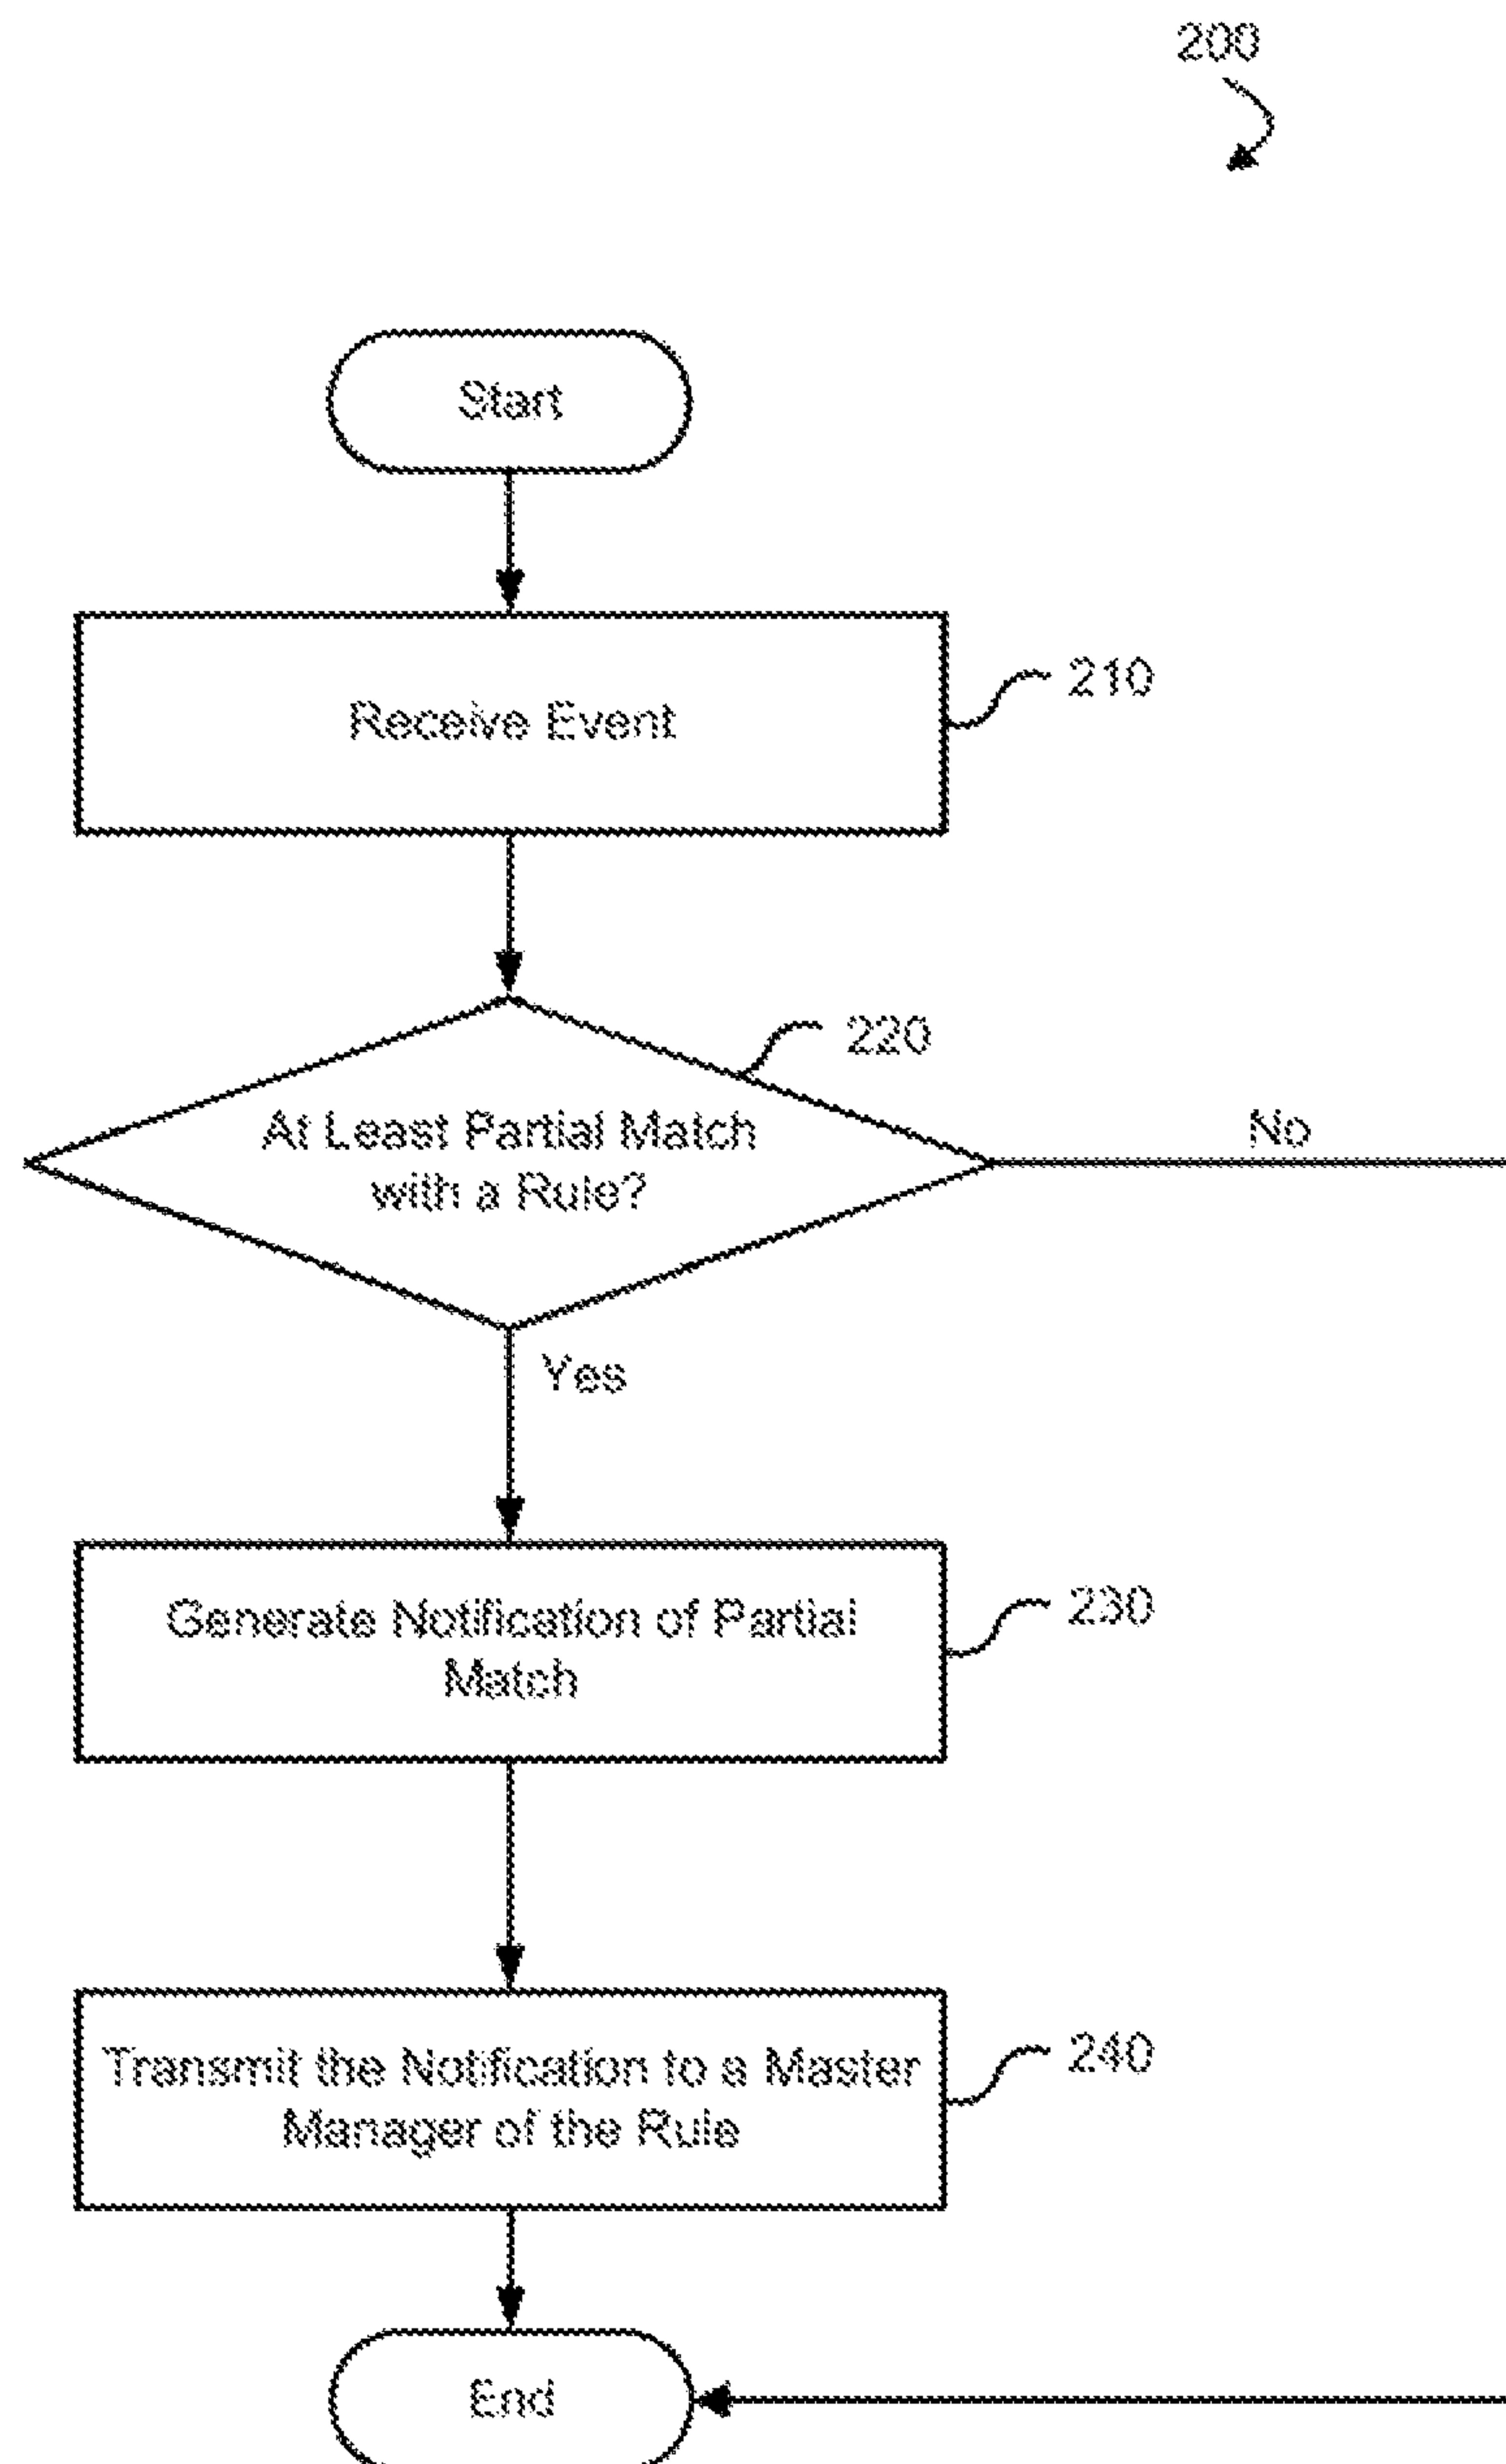 200
Start
Receive Event
210
220
At Least Partial Match
with a Rule?
No
Yes
Generate Notification of Partial
Match
230
Transmit the Notification to a Master
Manager of the Rule
240
End